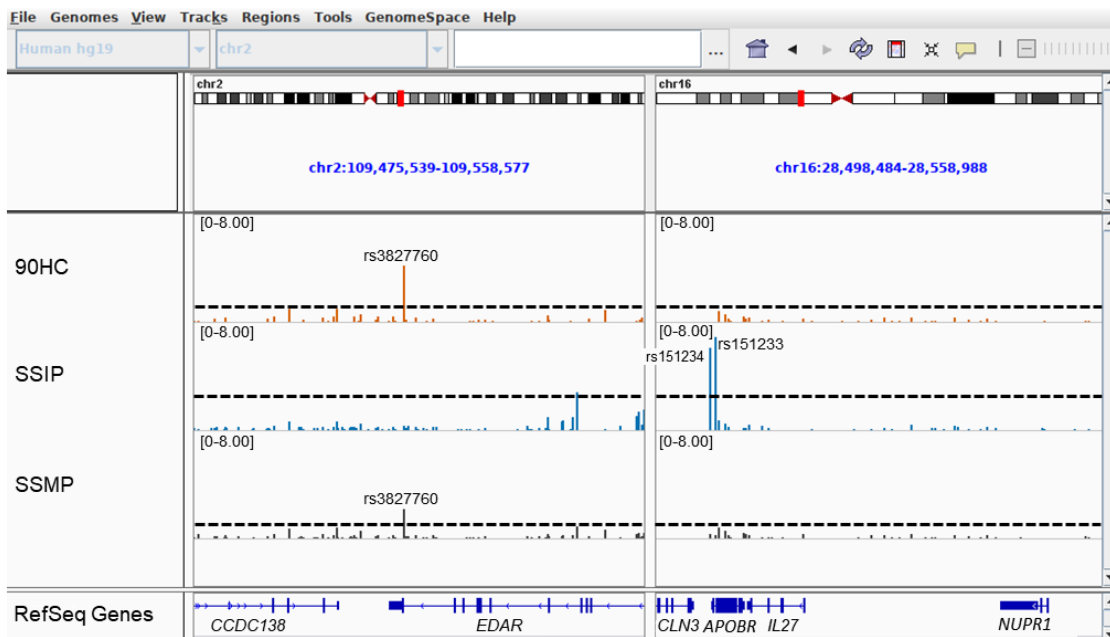 File Genomes View Tracks Regions Tools GenomeSpace Help
Human hg19 chr2 ...
chr2 chr16
chr2:109,475,539-109,558,577 chr16:28,498,484-28,558,988
[0-8.00] [0-8.00]
90HC rs3827760
[0-8.00] [0-8.00]
SSIP rs151234 rs151233
[0-8.00] [0-8.00]
SSMP rs3827760
RefSeq Genes CCDC138 EDAR CLN3 APOBR IL27 NUPR1